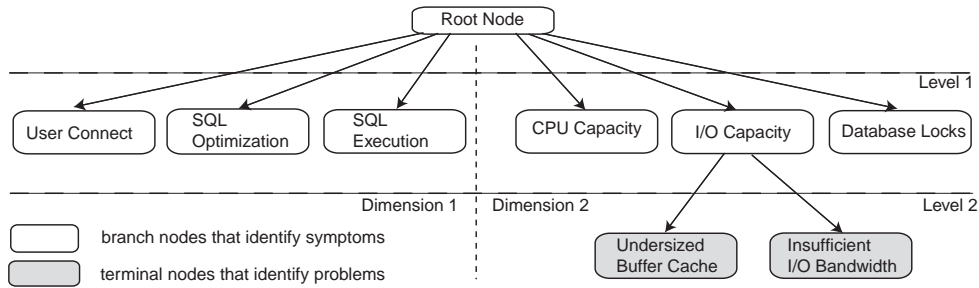 Root Node
Level 1
User Connect
SQL
Optimization
SQL
Execution
CPU Capacity
I/O Capacity
Database Locks
Dimension 1
Dimension 2
Level 2
branch nodes that identify symptoms
terminal nodes that identify problems
Undersized
Buffer Cache
Insufficient
I/O Bandwidth